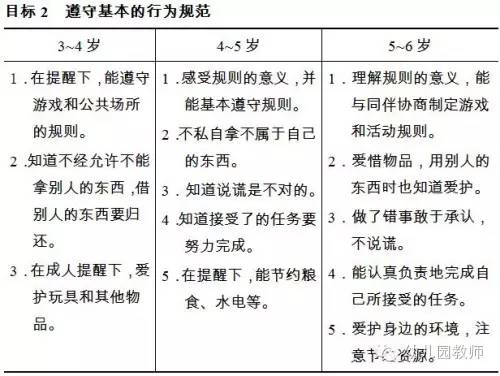 目标 2 遵守基本的行为规范
3~4 岁
4~5 岁
5~6 岁
1．在提醒下，能遵守
游戏和公共场所
的规则。
2．知道不经允许不能
拿别人的东西，借
别人的东西要归
还。
3．在成人提醒下，爱
护玩具和其他物
品。
1．感受规则的意义，并
能基本遵守规则。
2．不私自拿不属于自己
的东西。
3．知道说谎是不对的。
4．知道接受了的任务要
努力完成。
5．在提醒下，能节约粮
食、水电等。
1．理解规则的意义，能
与同伴协商制定游
戏和活动规则。
2．爱惜物品，用别人的
东西时也知道爱护。
3．做了错事敢于承认，
不说谎。
4．能认真负责地完成自
己所接受的任务。
5．爱护身边的环境，注
意节约资源。
幼儿园教师